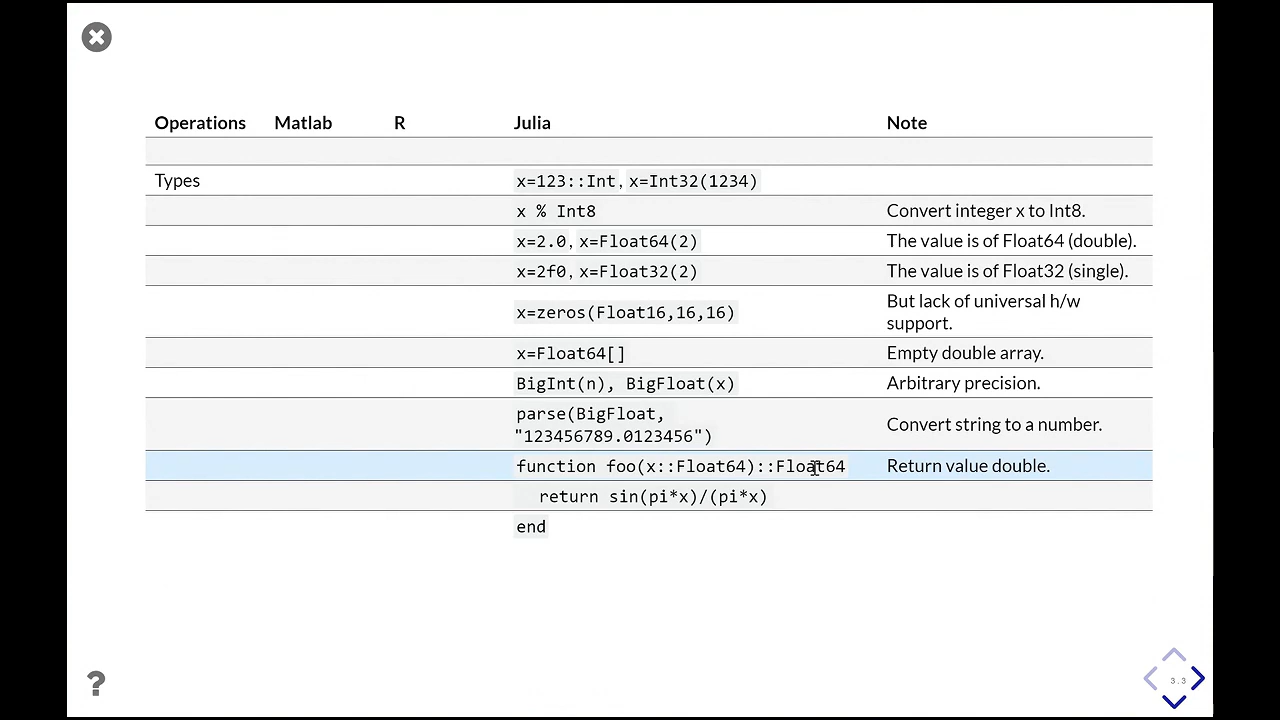 Operations Matlab R Julia Note
Types x=123::Int, x=Int32(1234)
x % Int8 Convert integer x to Int8.
x=2.0, x=Float64(2) The value is of Float64 (double).
x=2f0, x=Float32(2) The value is of Float32 (single).
x=zeros(Float16,16,16) But lack of universal h/w
support.
x=Float64[] Empty double array.
BigInt(n), BigFloat(x) Arbitrary precision.
parse(BigFloat,
"123456789.0123456") Convert string to a number.
function foo(x::Float64)::Float64 Return value double.
return sin(pi*x)/(pi*x)
end
?
3.3